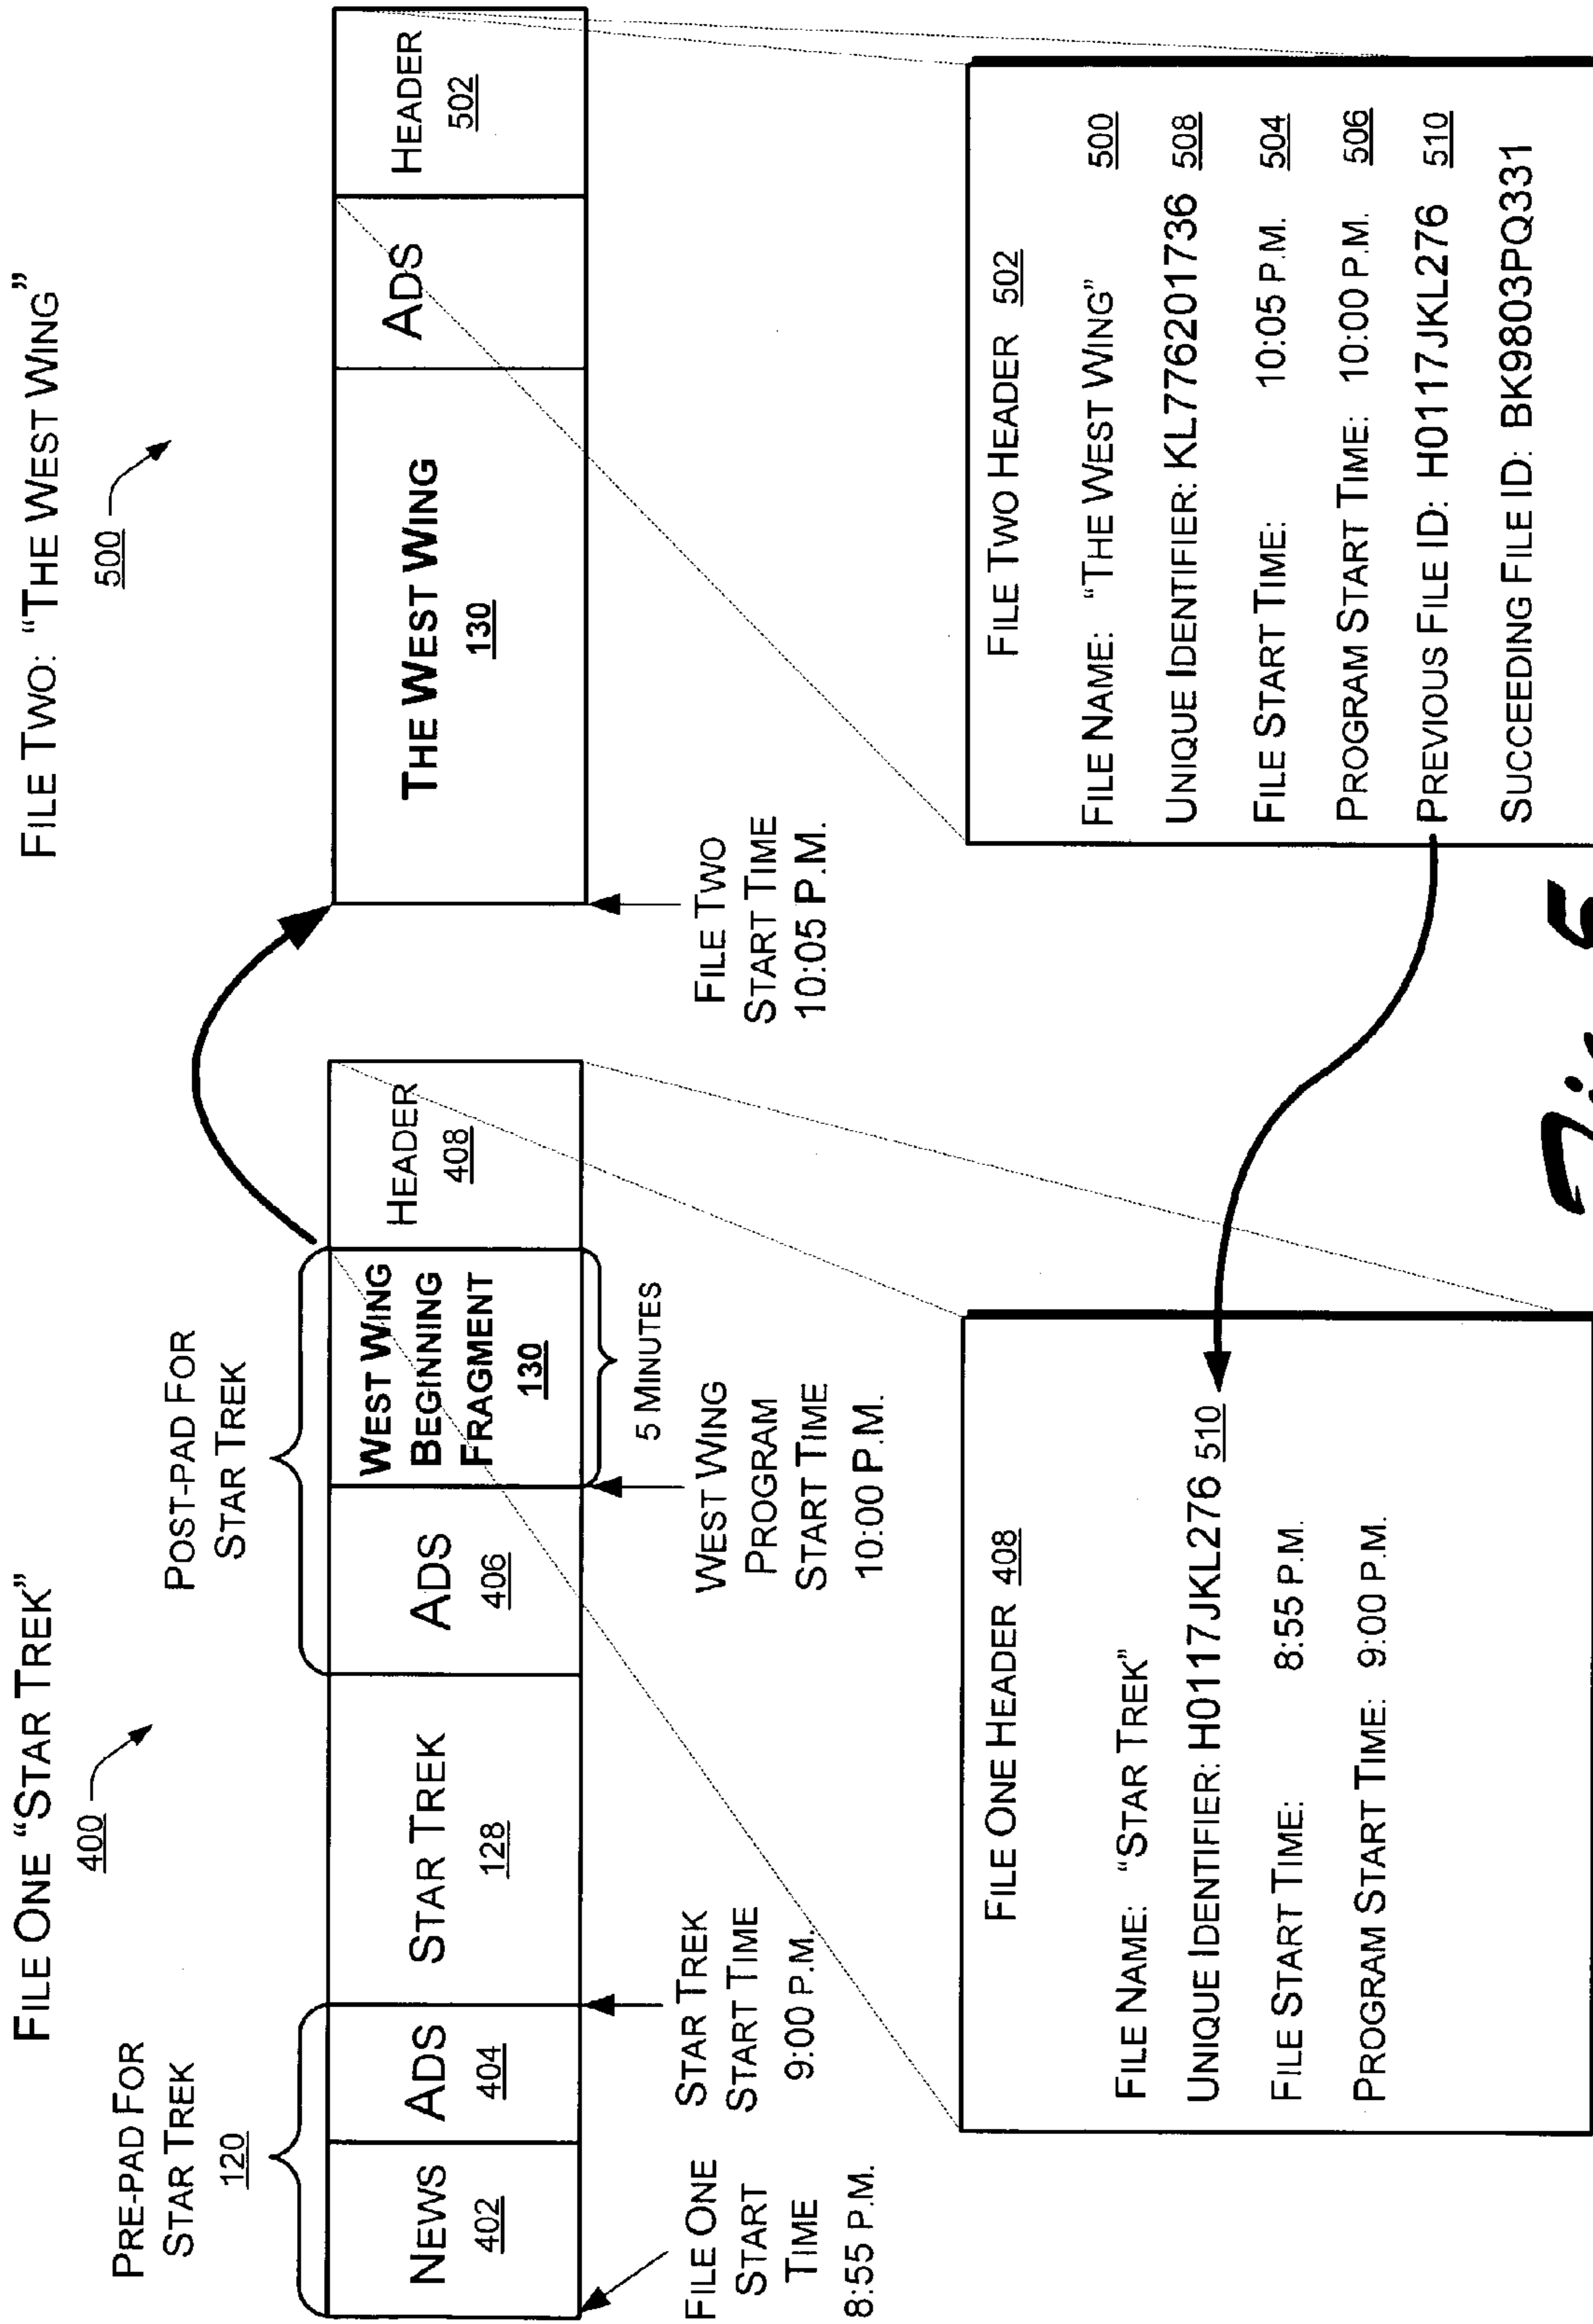 FILE ONE "STAR TREK"
400
PRE-PAD FOR
STAR TREK
120
POST-PAD FOR
STAR TREK
NEWS
402
ADS
404
STAR TREK
128
ADS
406
WEST WING
BEGINNING
FRAGMENT
130
HEADER
408
5 MINUTES
FILE ONE
START
TIME
8:55 P.M.
STAR TREK
START TIME
9:00 P.M.
WEST WING
PROGRAM
START TIME
10:00 P.M.
FILE TWO: "THE WEST WING"
500
THE WEST WING
130
ADS
HEADER
502
FILE TWO
START TIME
10:05 P.M.
FILE ONE HEADER 408
FILE NAME: "STAR TREK"
UNIQUE IDENTIFIER: H0117JKL276 510
FILE START TIME: 8:55 P.M.
PROGRAM START TIME: 9:00 P.M.
FILE TWO HEADER 502
FILE NAME: "THE WEST WING" 500
UNIQUE IDENTIFIER: KL776201736 508
FILE START TIME: 10:05 P.M. 504
PROGRAM START TIME: 10:00 P.M. 506
PREVIOUS FILE ID: H0117JKL276 510
SUCCEEDING FILE ID: BK9803PQ331